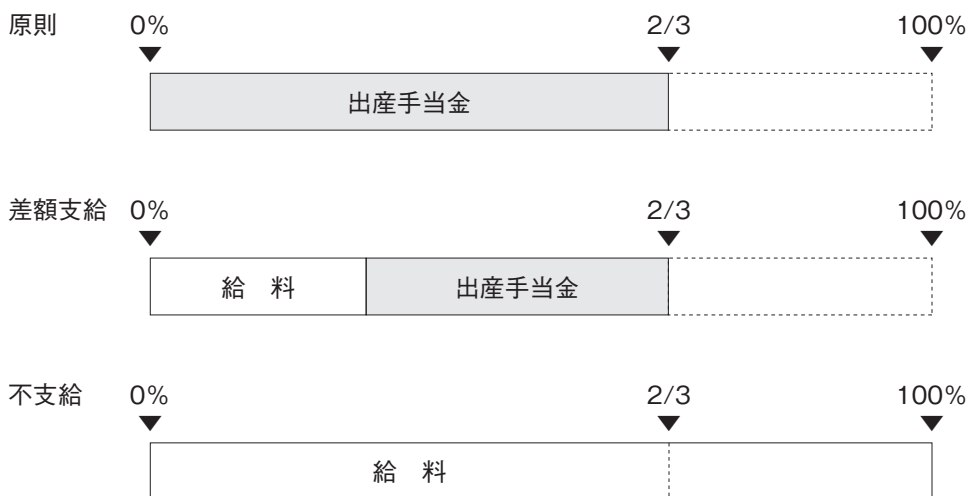 原則 0% 2/3 100%
出産手当金
差額支給 0% 2/3 100%
給 料 出産手当金
不支給 0% 2/3 100%
給 料